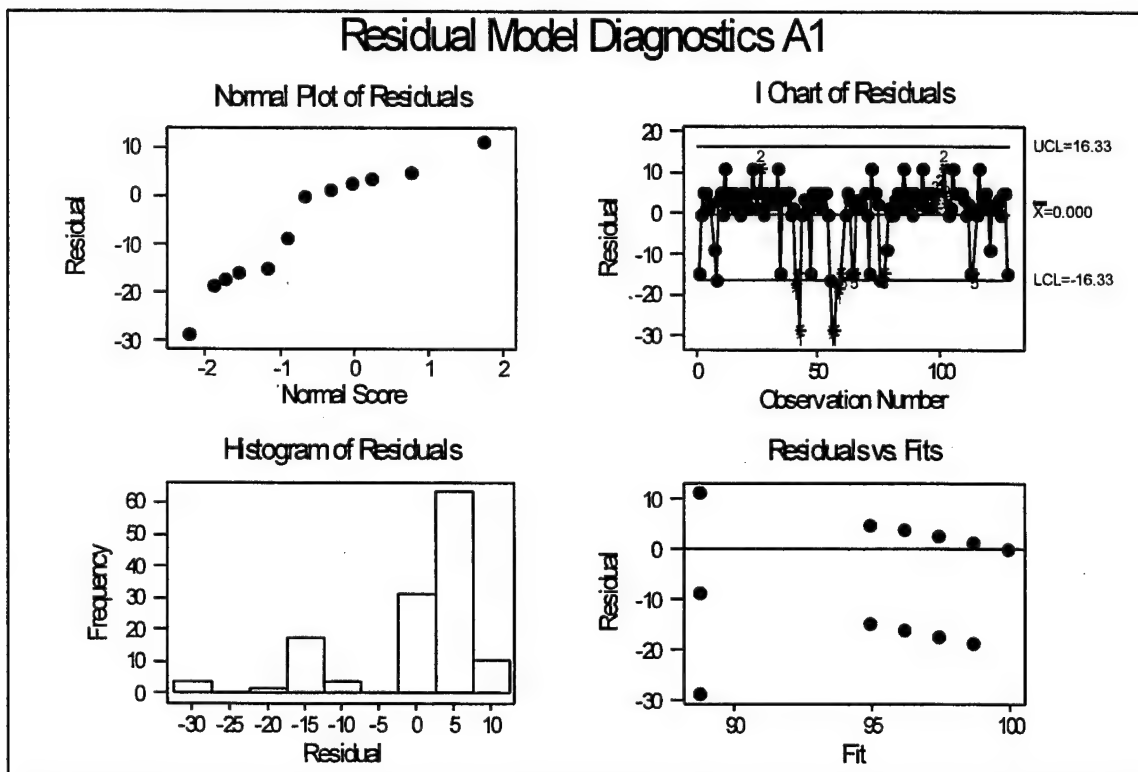 Residual Model Diagnostics A1
Normal Plot of Residuals
10
0
-10
-20
-30
Residual
-2
-1
0
1
2
Normal Score
I Chart of Residuals
20
10
0
-10
-20
-30
Residual
2
2
5
5
UCL=16.33
X=0.000
LCL=-16.33
0
50
100
Observation Number
Histogram of Residuals
60
50
40
30
20
10
0
Frequency
-30 -25 -20 -15 -10 -5 0 5 10
Residual
Residuals vs. Fits
10
0
-10
-20
-30
Residual
90
95
100
Fit